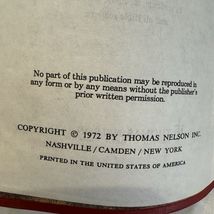 No part of this publication may be reproduced in
any form or by any means without the publisher's
prior written permission.
COPYRIGHT © 1972 BY THOMAS NELSON INC.
NASHVILLE / CAMDEN / NEW YORK
PRINTED IN THE UNITED STATES OF AMERICA